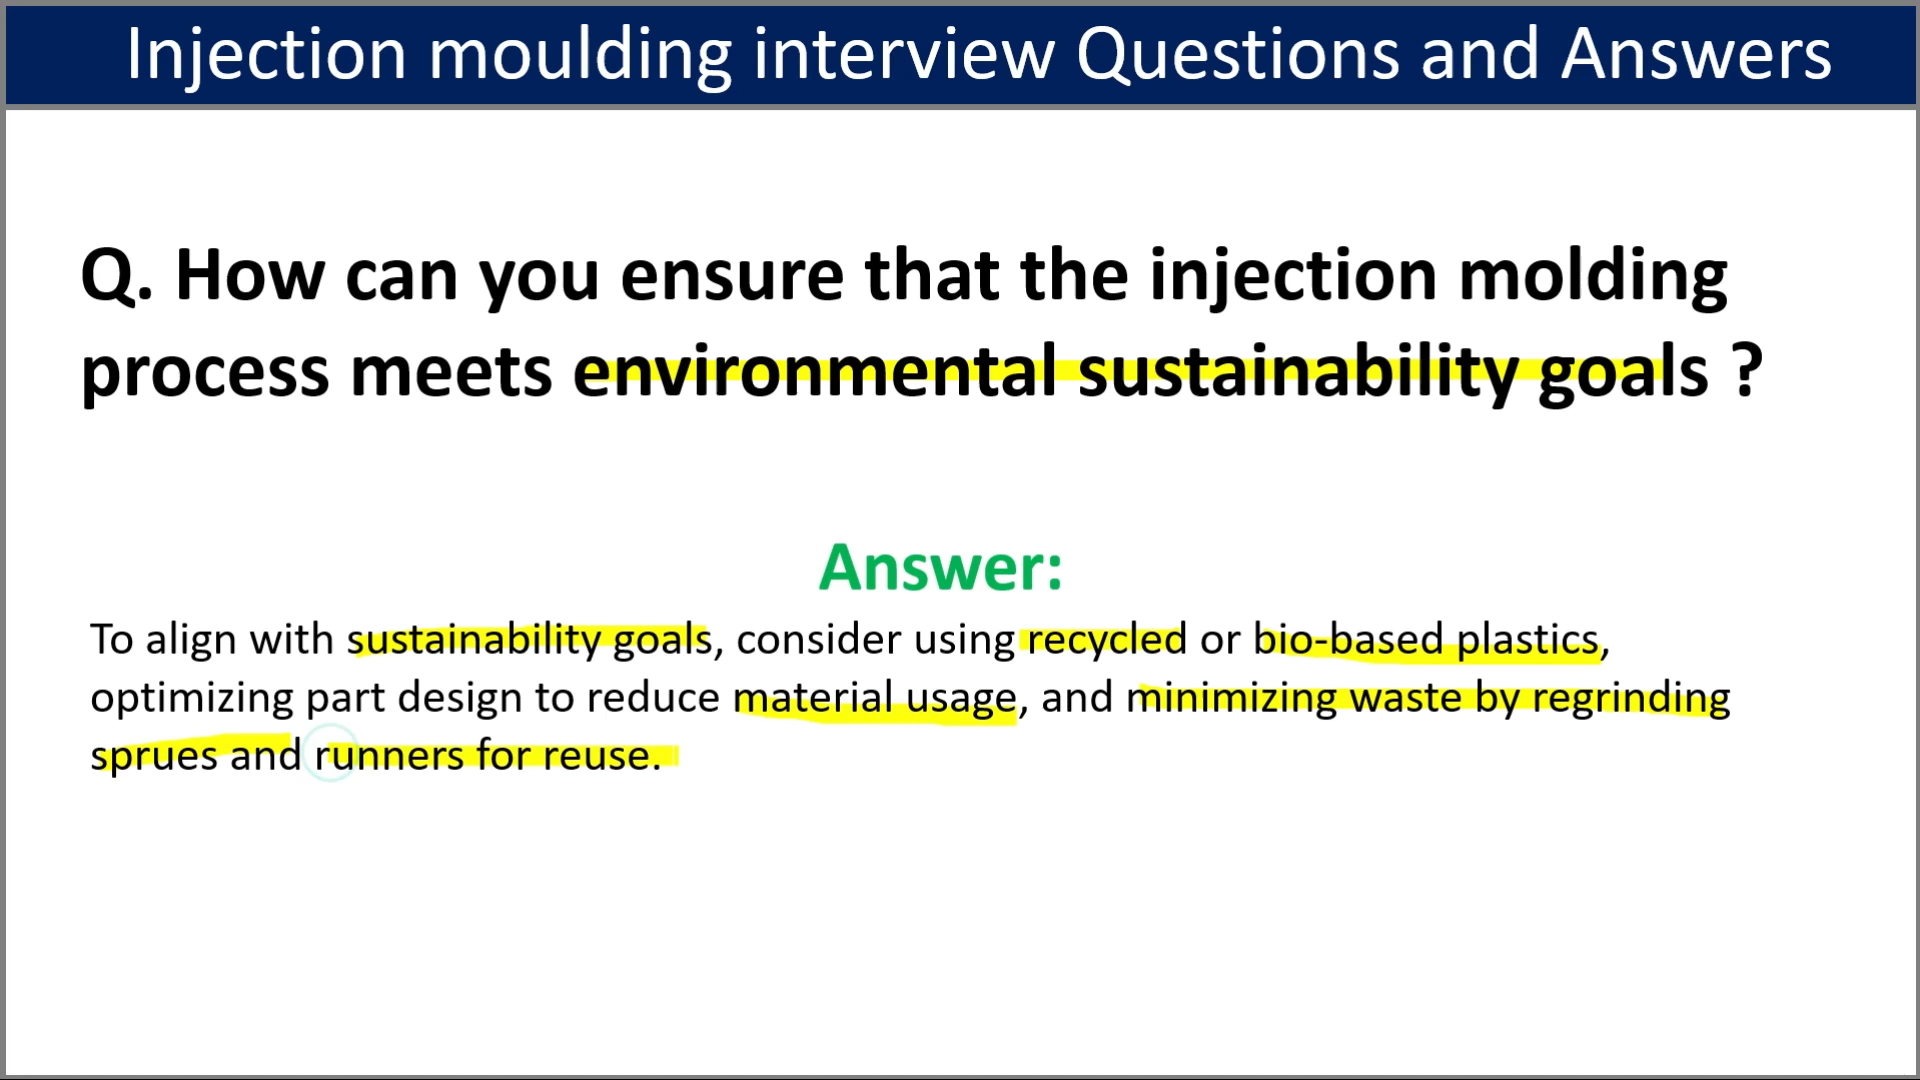 Injection moulding interview Questions and Answers
Q. How can you ensure that the injection molding
process meets environmental sustainability goals ?
Answer:
To align with sustainability goals, consider using recycled or bio-based plastics,
optimizing part design to reduce material usage, and minimizing waste by regrinding
sprues and runners for reuse.